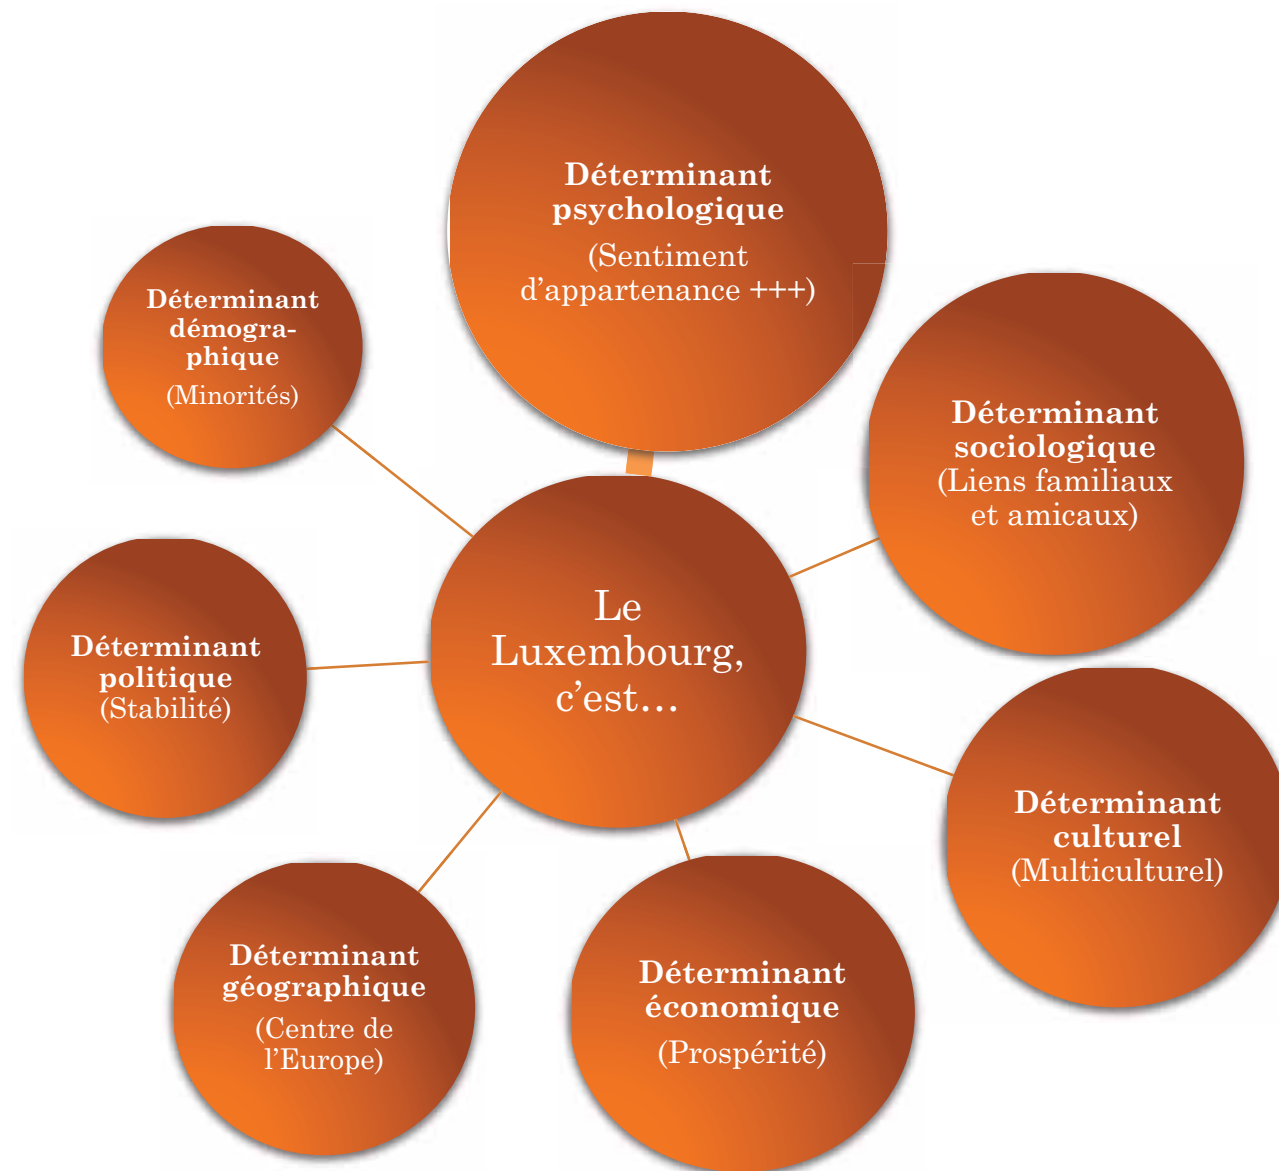 Déterminant
psychologique
(Sentiment
d’appartenance +++)
Déterminant
sociologique
(Liens familiaux
et amicaux)
Déterminant
culturel
(Multiculturel)
Déterminant
économique
(Prospérité)
Déterminant
géographique
(Centre de
l’Europe)
Déterminant
politique
(Stabilité)
Déterminant
démogra-
phique
(Minorités)
Le
Luxembourg,
c’est…